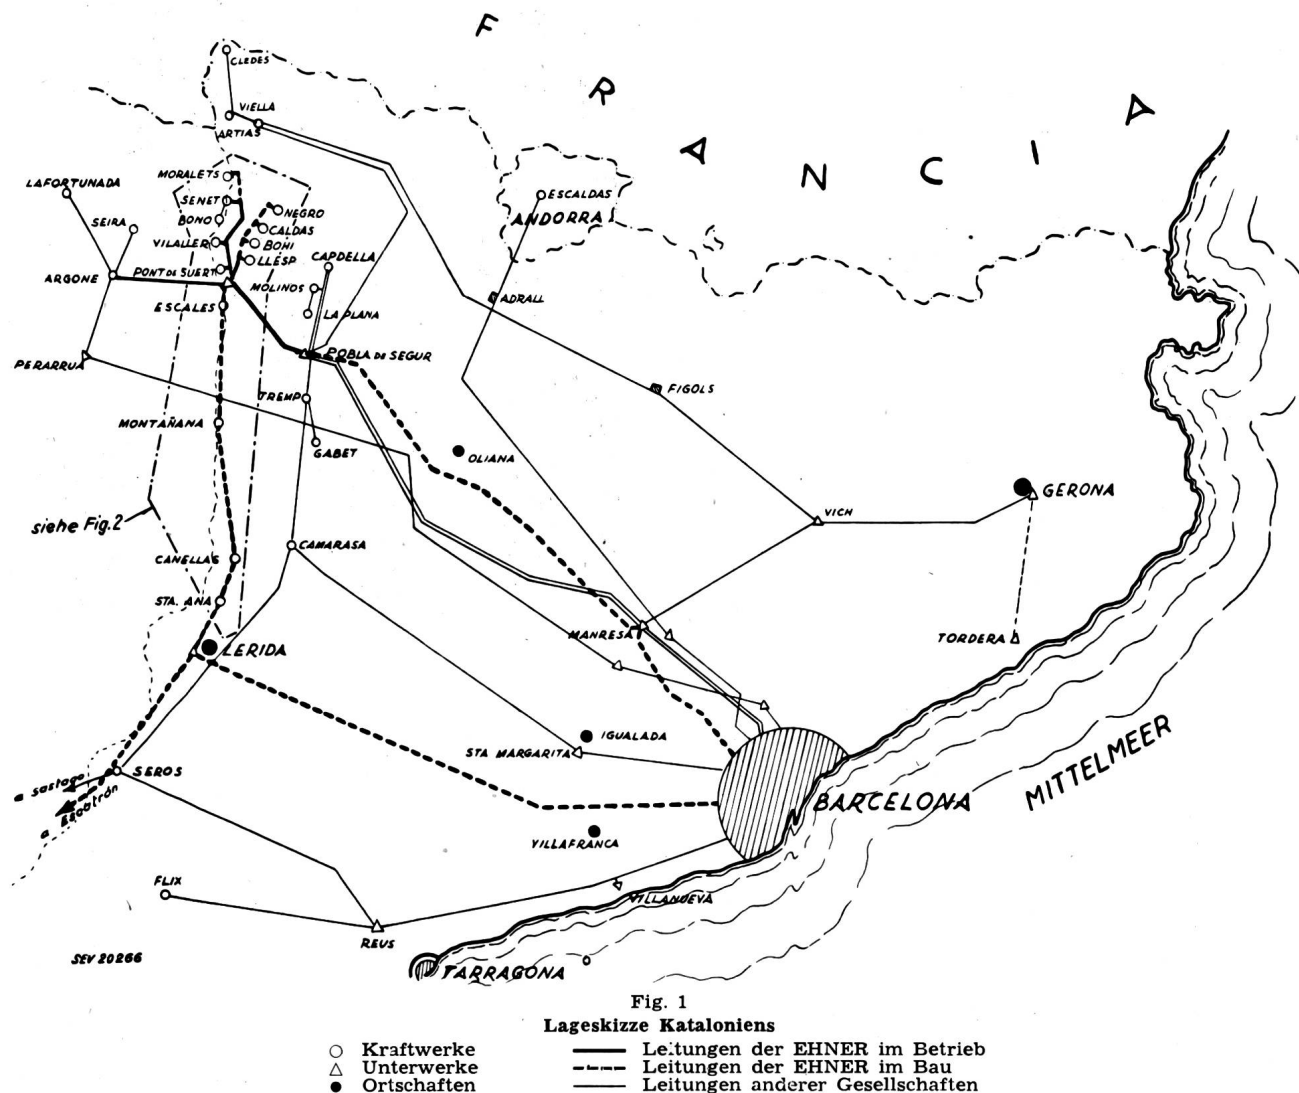 FRANCIA
CLEDES
VIELLA
ARTIAS
MORALETS
LAFORTUNADA
SENET
NEGRO
ESCALDAS
ANDORRA
SEIRA
BONO
CALDAS
VILALLER
BOHI
LLESP
CAPDELLA
ARGONE
PONT DE SUERT
MOLINOS
ADRALL
ESCALES
LA PLANA
PERARRUA
POBLA DE SEGUR
TREMP
FIGOLS
MONTAÑANA
GABET
OLIANA
GERONA
VICH
siehe Fig. 2
CANELLAS
CAMARASA
STA. ANA
MANRESA
TORDERA
LERIDA
IGUALADA
STA MARGARITA
MITTELMEER
SEROS
a sastago
a Escatrón
BARCELONA
VILLAFRANCA
FLIX
VILLANUEVA
REUS
SEV 20266
TARRAGONA
Fig. 1
Lageskizze Kataloniens
Kraftwerke
Unterwerke
Ortschaften
Leitungen der EHNER im Betrieb
Leitungen der EHNER im Bau
Leitungen anderer Gesellschaften